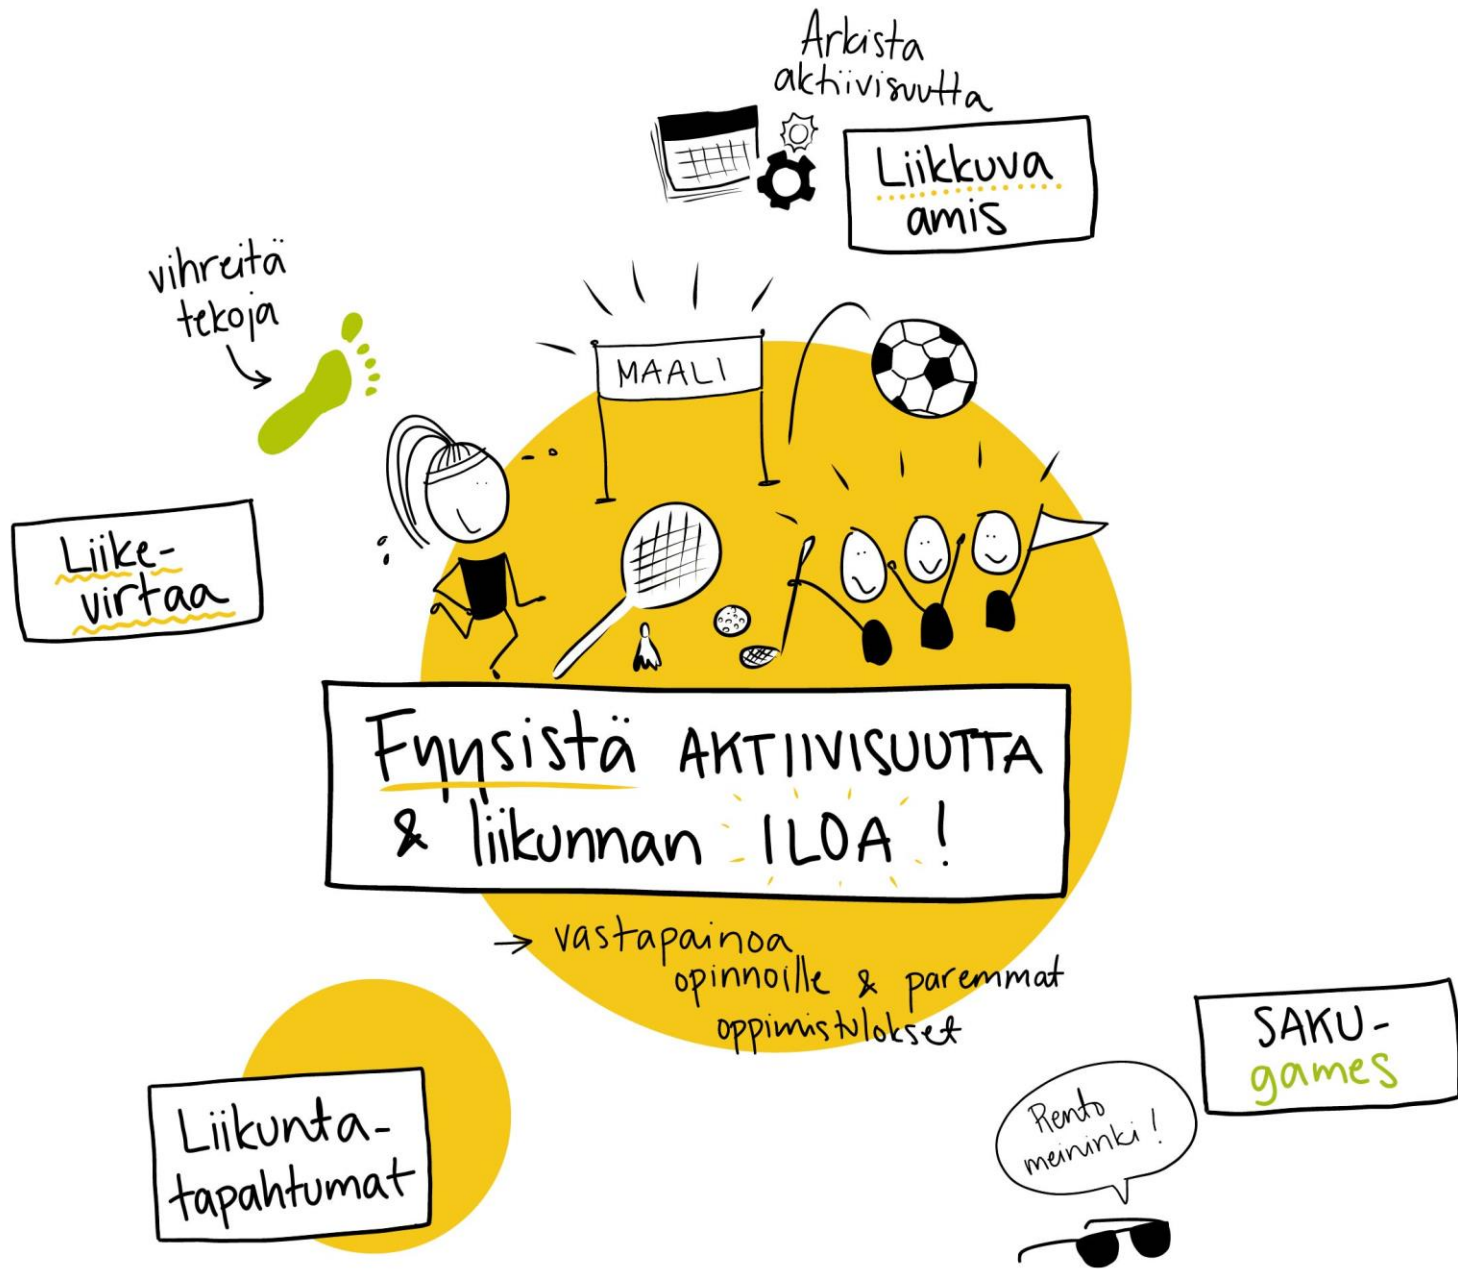 Arkista
aktiivisuutta
Liikkuva
amis
vihreitä
tekoja
MAALI
Liike-
virtaa
Fyysistä AKTIIVISUUTTA
& liikunnan ILOA !
→ vastapainoa
opinnoille & paremmat
oppimistulokset
SAKU-
games
Rento
meininki !
Liikunta-
tapahtumat